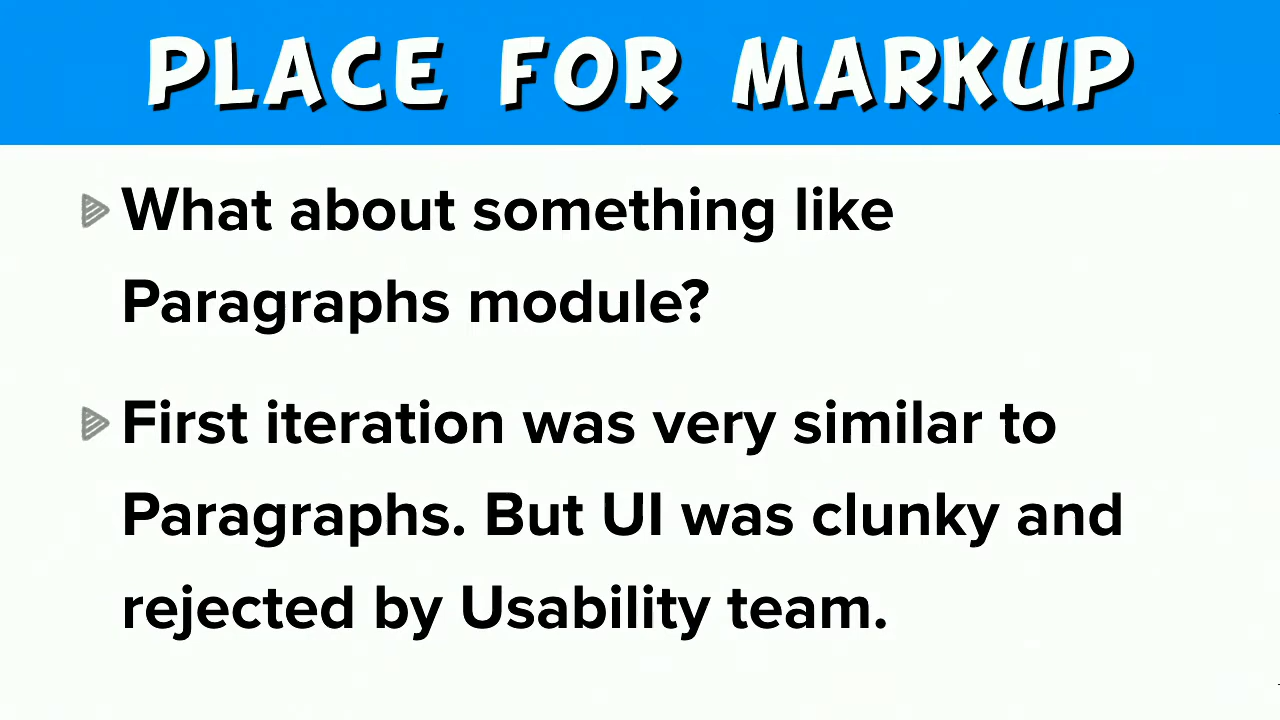 PLACE FOR MARKUP
What about something like
Paragraphs module?
First iteration was very similar to
Paragraphs. But UI was clunky and
rejected by Usability team.